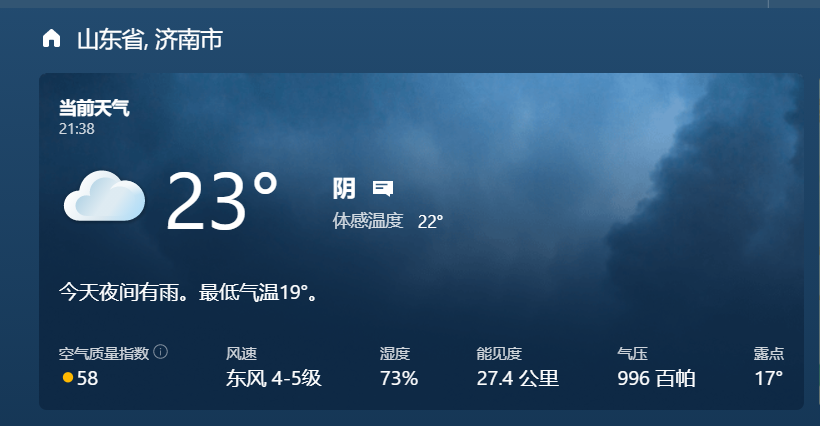 山东省, 济南市
当前天气
21:38
23°
阴
体感温度 22°
今天夜间有雨。最低气温19°。
空气质量指数 风速 湿度 能见度 气压 露点
58 东风 4-5级 73% 27.4 公里 996 百帕 17°